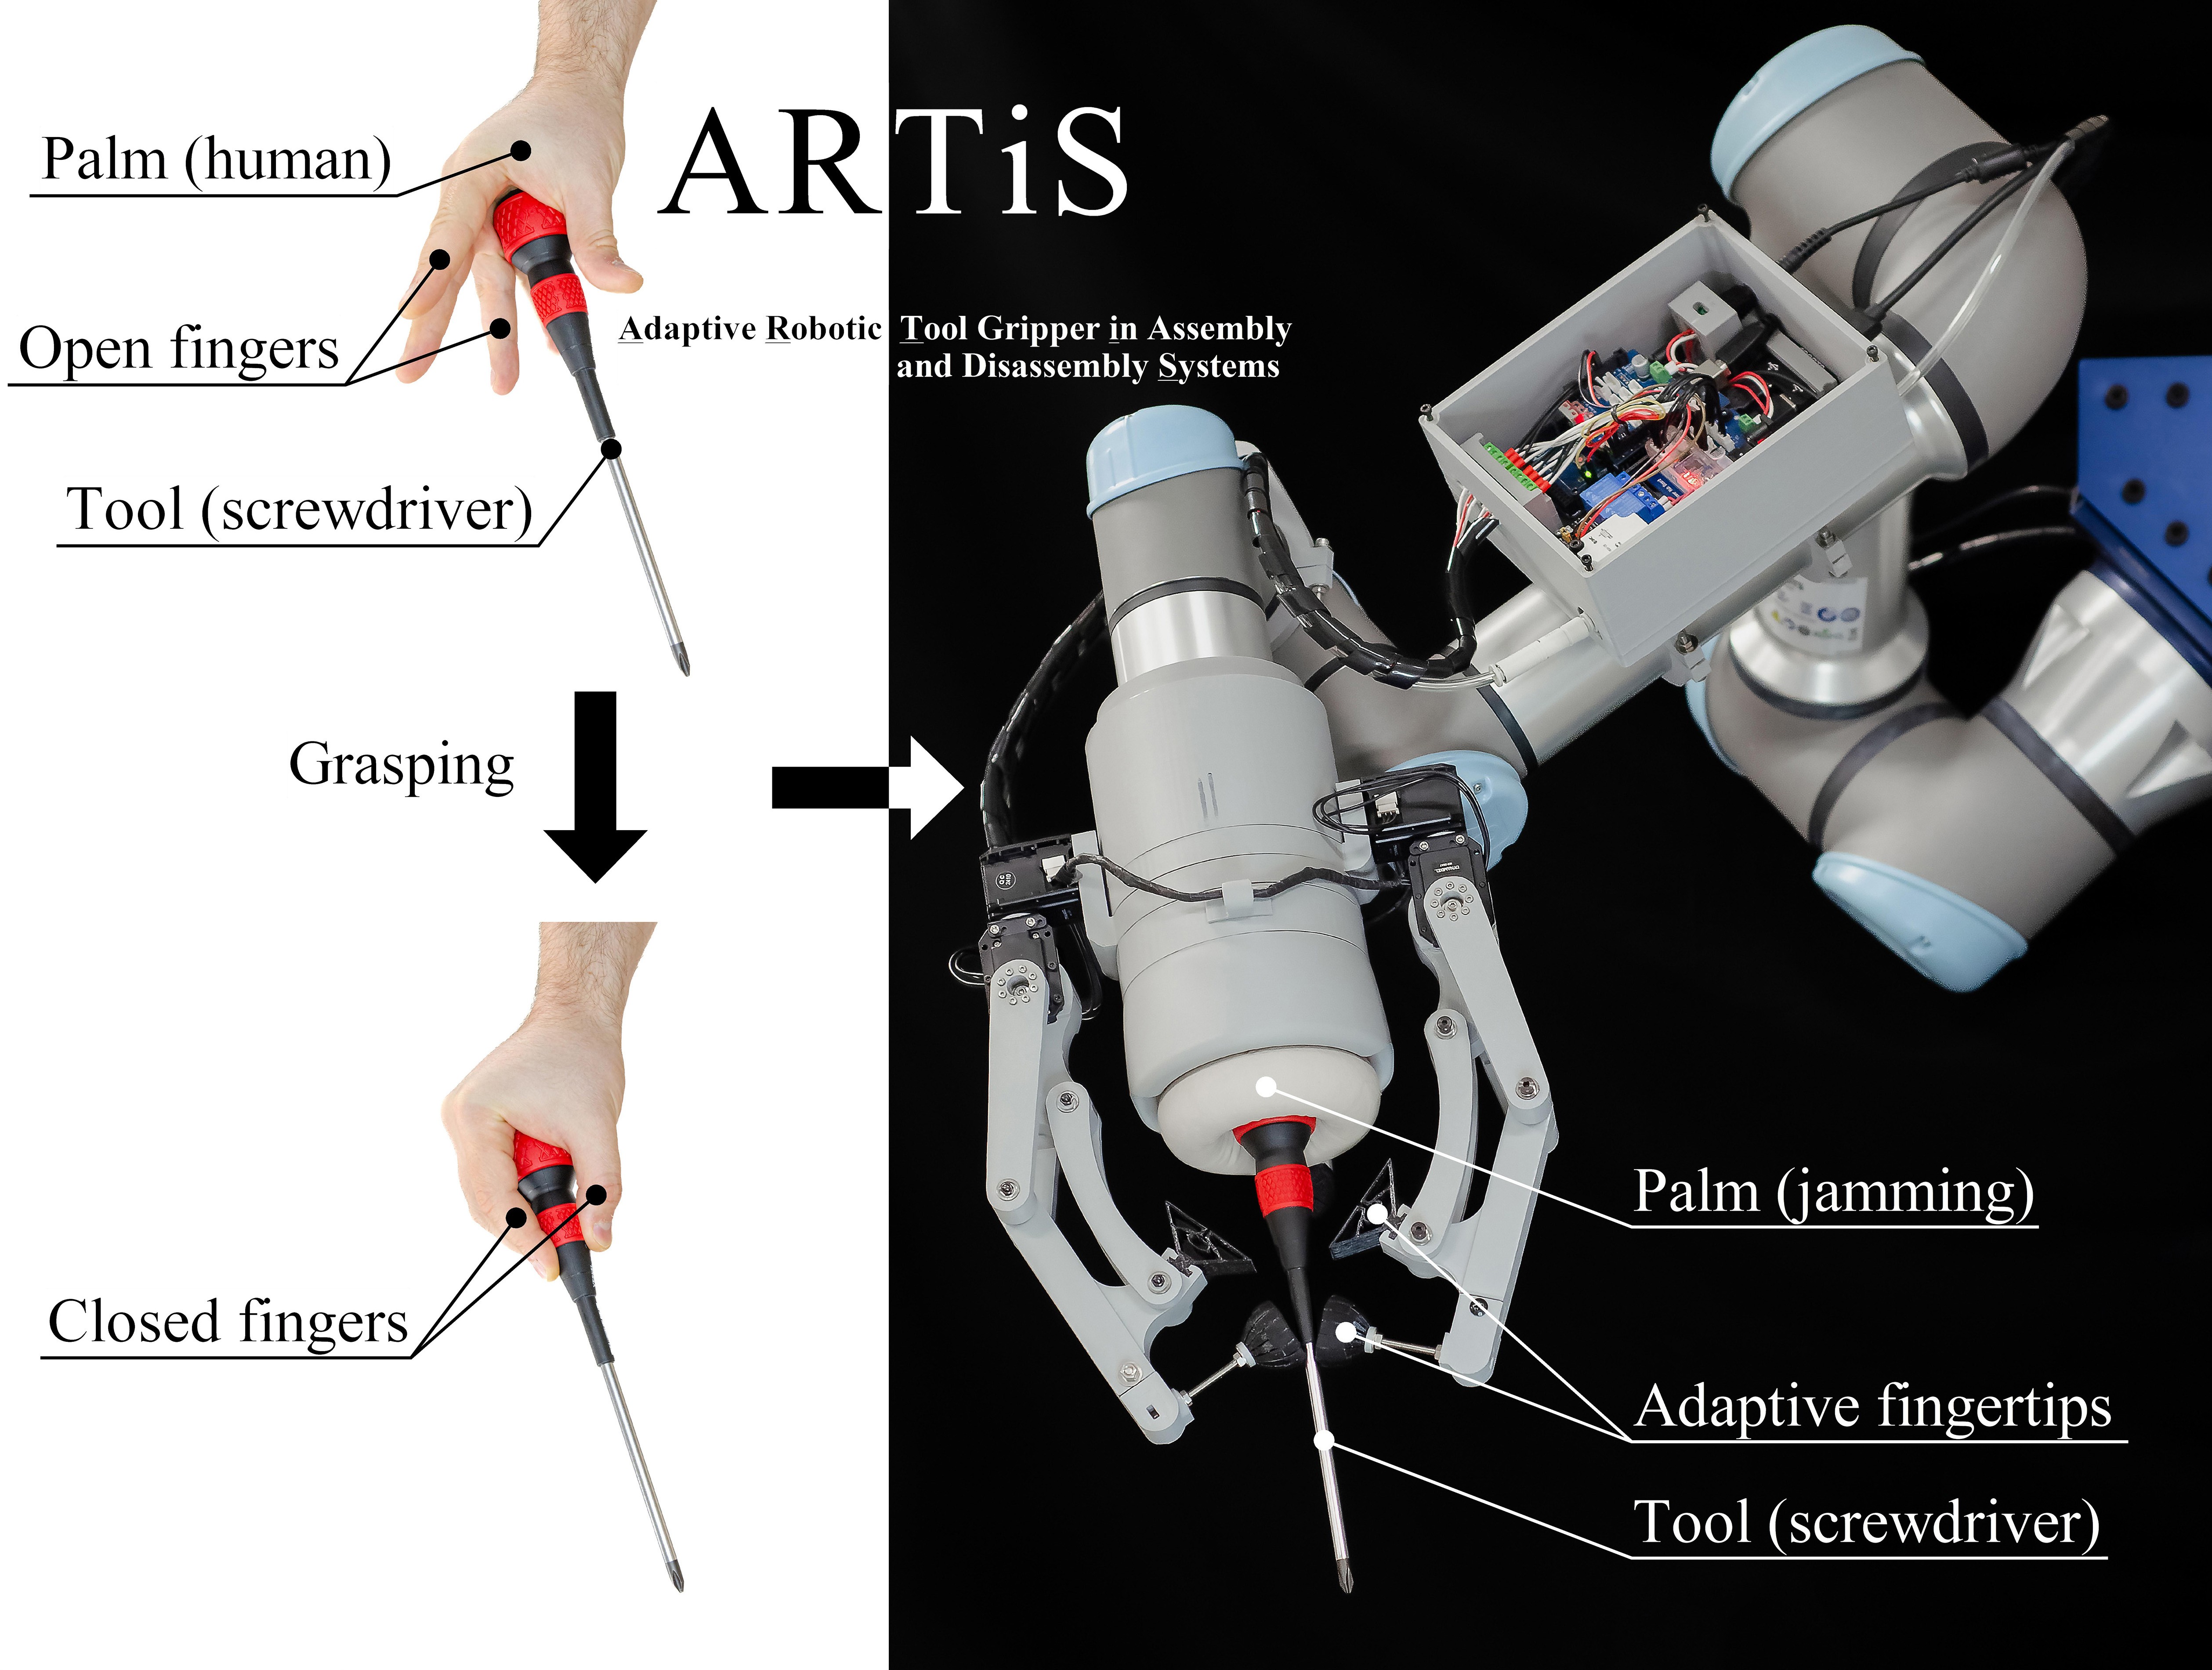 ARTiS
Adaptive Robotic Tool Gripper in Assembly
and Disassembly Systems
Palm (human)
Open fingers
Tool (screwdriver)
Grasping
Closed fingers
Palm (jamming)
Adaptive fingertips
Tool (screwdriver)